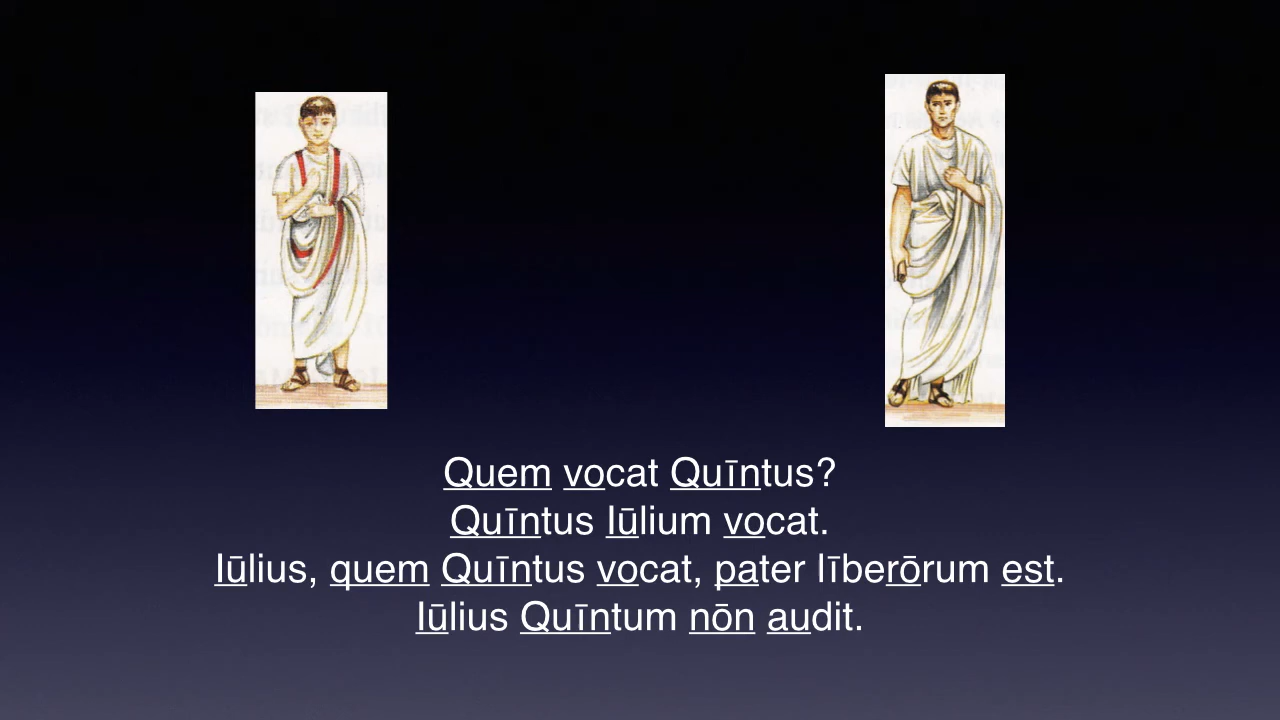 Quem vocat Quīntus?
Quīntus Iūlium vocat.
Iūlius, quem Quīntus vocat, pater līberōrum est.
Iūlius Quīntum nōn audit.